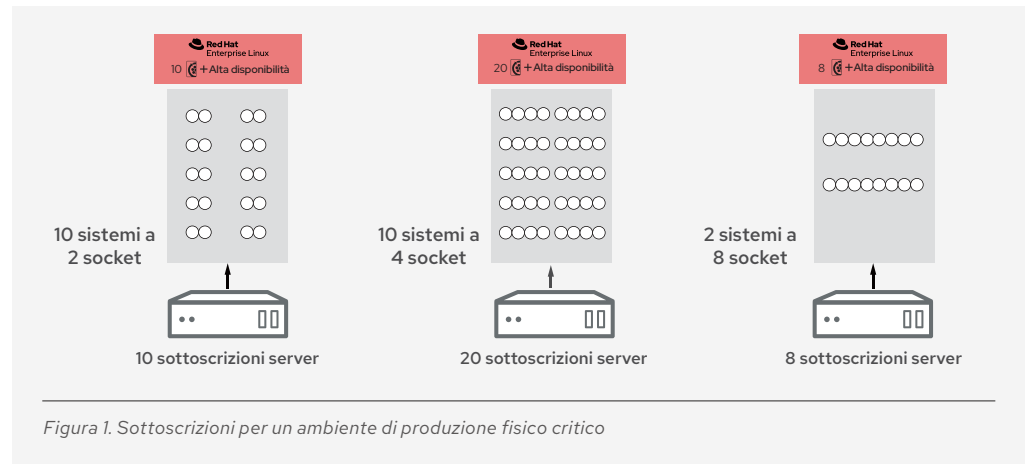 Red Hat
Enterprise Linux
10 +Alta disponibilità
Red Hat
Enterprise Linux
20 +Alta disponibilità
Red Hat
Enterprise Linux
8 +Alta disponibilità
10 sistemi a
2 socket
10 sistemi a
4 socket
2 sistemi a
8 socket
10 sottoscrizioni server
20 sottoscrizioni server
8 sottoscrizioni server
Figura 1. Sottoscrizioni per un ambiente di produzione fisico critico